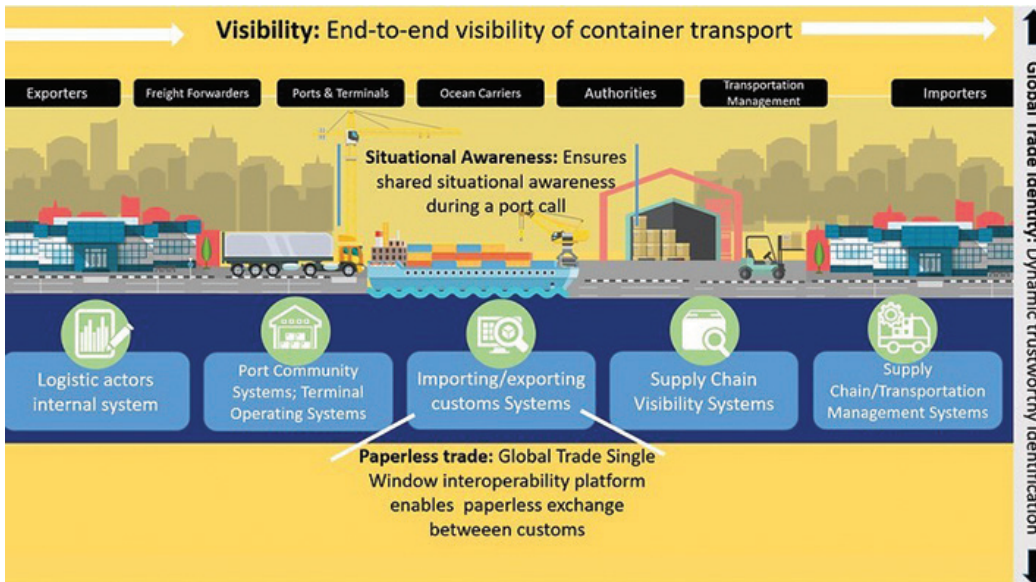 Visibility: End-to-end visibility of container transport
Exporters
Freight Forwarders
Ports & Terminals
Ocean Carriers
Authorities
Transportation
Management
Importers
Situational Awareness: Ensures
shared situational awareness
during a port call
Logistic actors
internal system
Port Community
Systems; Terminal
Operating Systems
Importing/exporting
customs Systems
Supply Chain
Visibility Systems
Supply
Chain/Transportation
Management Systems
Paperless trade: Global Trade Single
Window interoperability platform
enables paperless exchange
betweeen customs
Global Trade Identity: Dynamic trustworthy identification